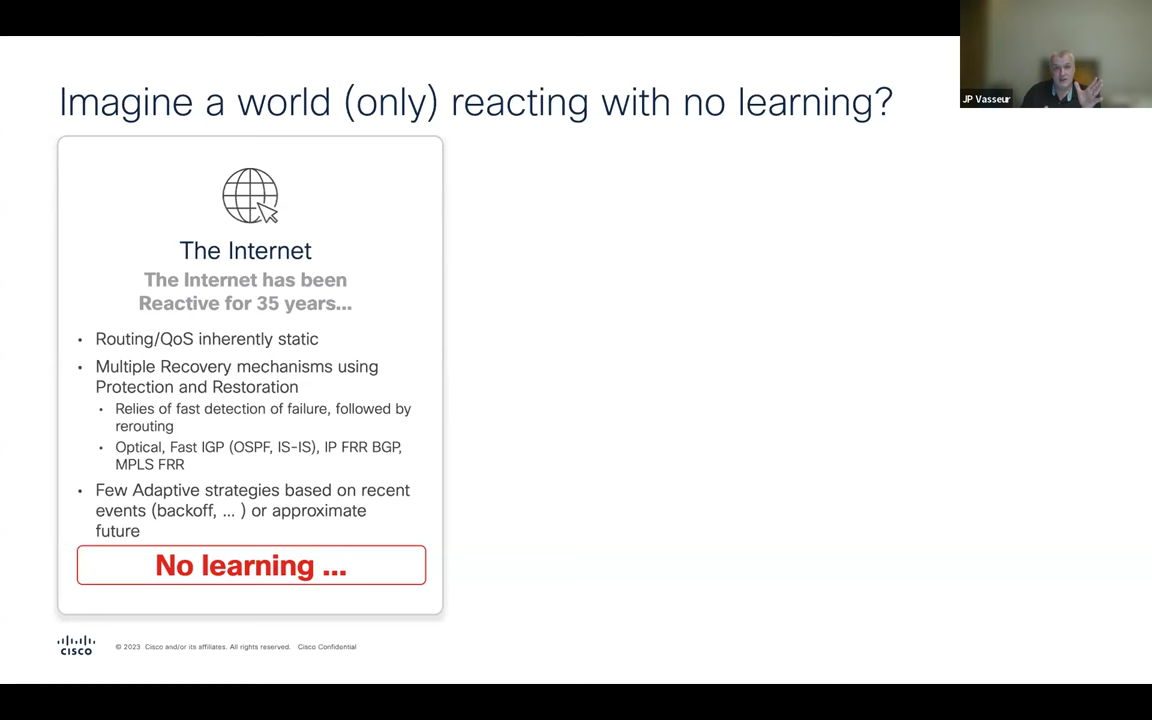 Imagine a world (only) reacting with no learning?
JP Vasseur
The Internet
The Internet has been
Reactive for 35 years...
• Routing/QoS inherently static
• Multiple Recovery mechanisms using
Protection and Restoration
• Relies of fast detection of failure, followed by
rerouting
• Optical, Fast IGP (OSPF, IS-IS), IP FRR BGP,
MPLS FRR
• Few Adaptive strategies based on recent
events (backoff, ... ) or approximate
future
No learning ...
CISCO
© 2023 Cisco and/or its affiliates. All rights reserved. Cisco Confidential